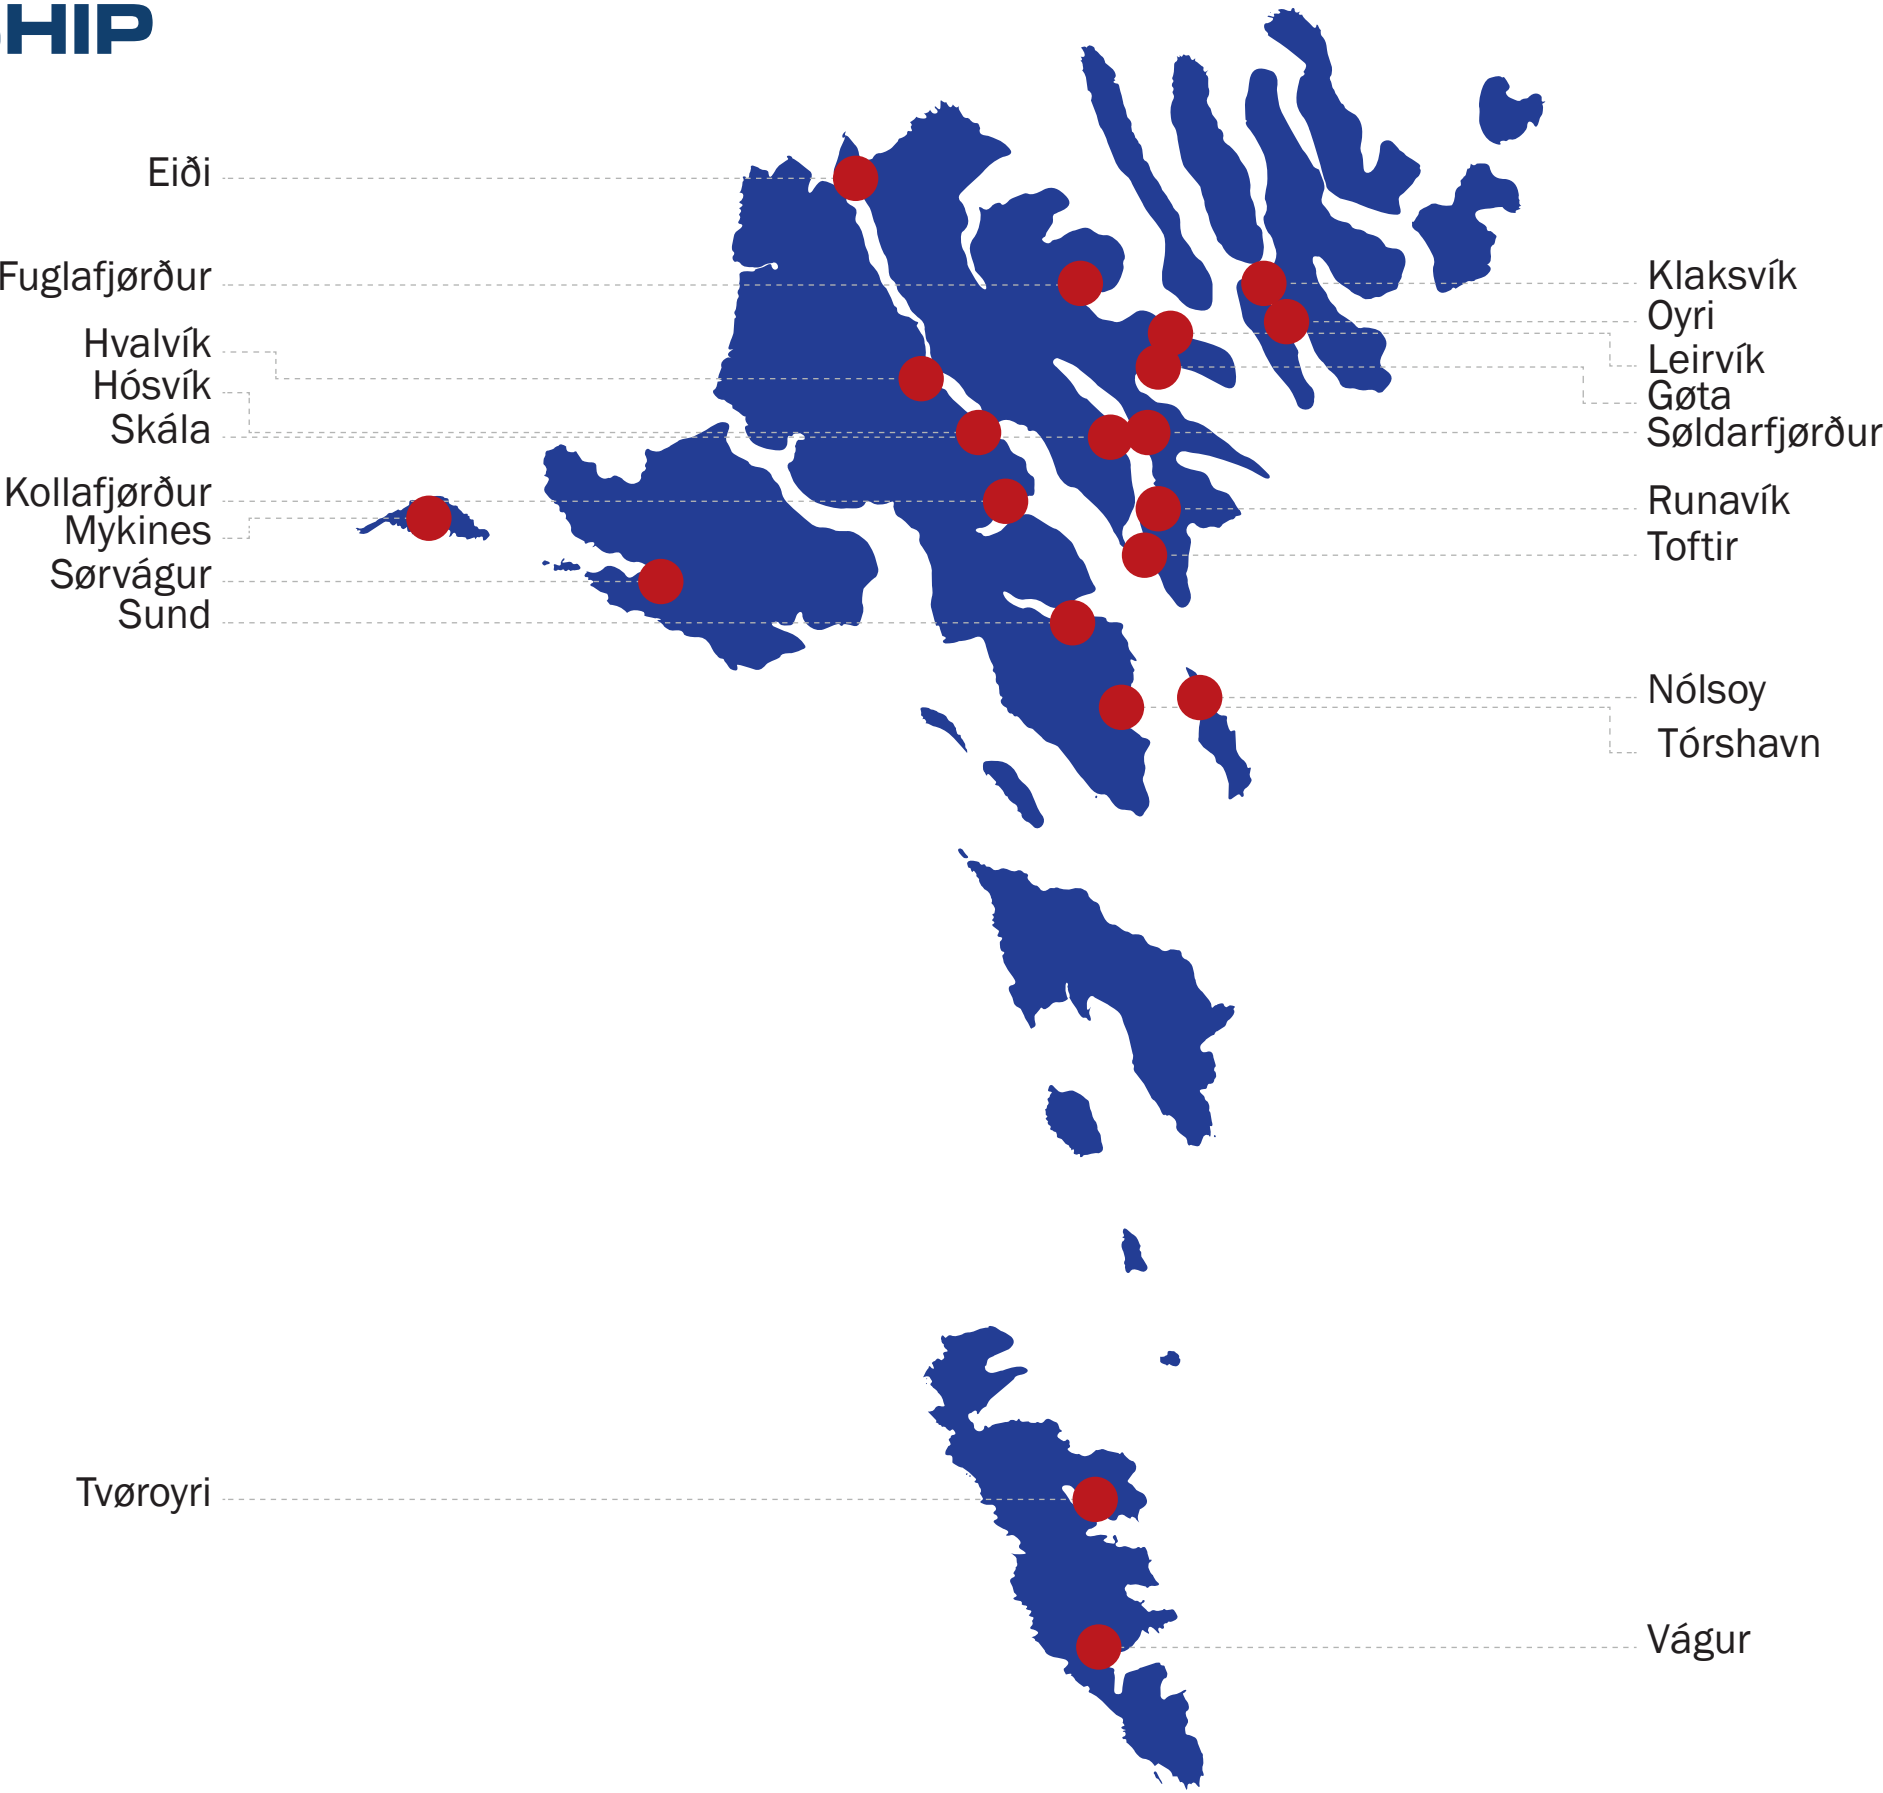 SHIP
Eiði
Fuglafjørður
Hvalvík
Hósvík
Skála
Kollafjørður
Mykines
Sørvágur
Sund
Klaksvík
Oyri
Leirvík
Gøta
Søldarfjørður
Runavík
Toftir
Nólsoy
Tórshavn
Tvøroyri
Vágur